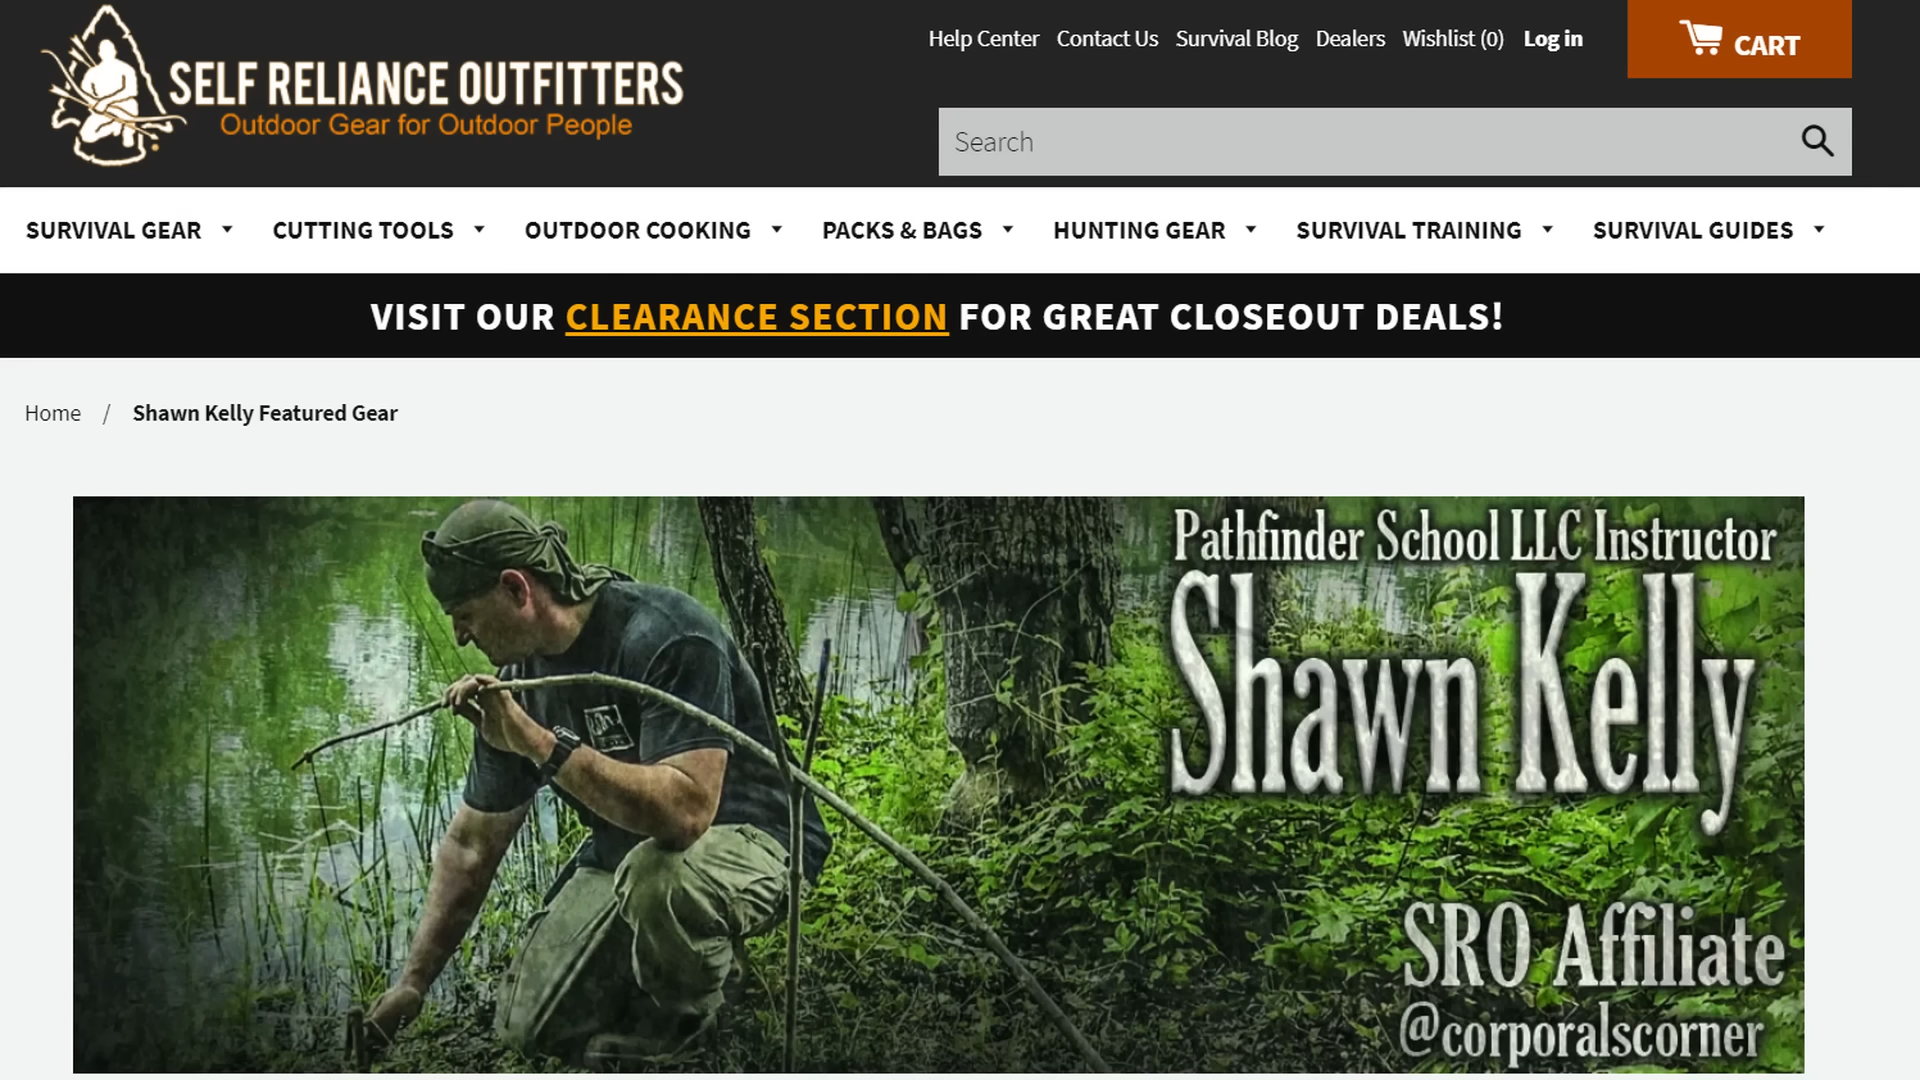 SELF RELIANCE OUTFITTERS
Outdoor Gear for Outdoor People
Help Center Contact Us Survival Blog Dealers Wishlist (0) Log in
CART
Search
SURVIVAL GEAR CUTTING TOOLS OUTDOOR COOKING PACKS & BAGS HUNTING GEAR SURVIVAL TRAINING SURVIVAL GUIDES
VISIT OUR CLEARANCE SECTION FOR GREAT CLOSEOUT DEALS!
Home / Shawn Kelly Featured Gear
Pathfinder School LLC Instructor
Shawn Kelly
SRO Affiliate
@corporalscorner